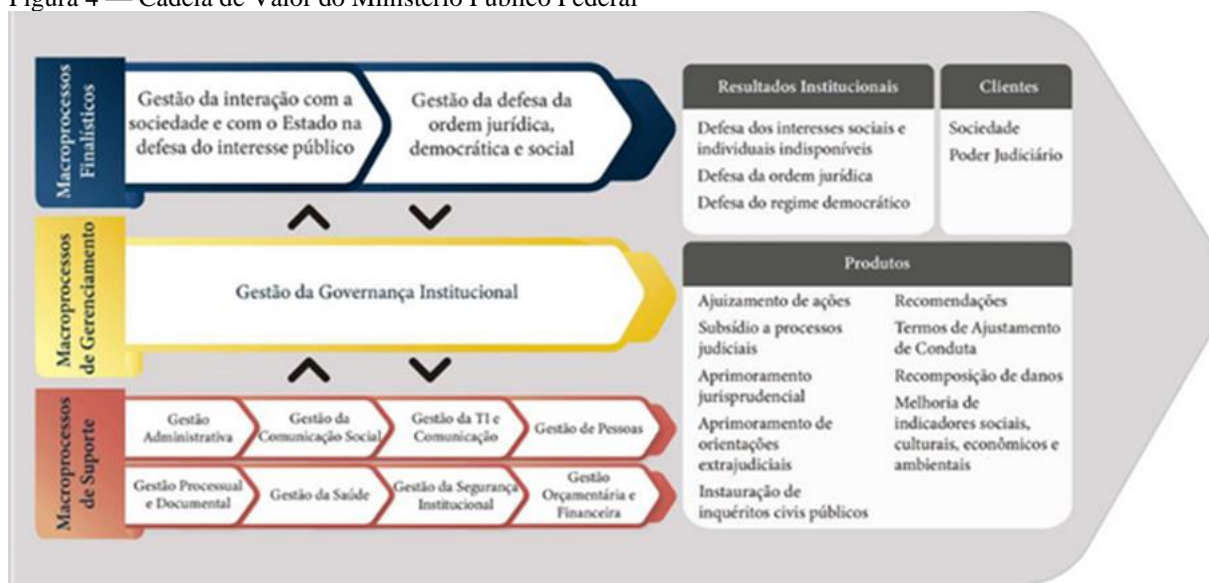 Figura 4 — Cadeia de Valor do Ministério Público Federal
Macroprocessos
Finalísticos
Gestão da interação com a
sociedade e com o Estado na
defesa do interesse público
Gestão da defesa da
ordem jurídica,
democrática e social
Macroprocessos
de Gerenciamento
Gestão da Governança Institucional
Macroprocessos
de Suporte
Gestão
Administrativa
Gestão da
Comunicação Social
Gestão da TI e
Comunicação
Gestão de Pessoas
Gestão Processual
e Documental
Gestão da Saúde
Gestão da Segurança
Institucional
Gestão
Orçamentária e
Financeira
Resultados Institucionais
Defesa dos interesses sociais e
individuais indisponíveis
Defesa da ordem jurídica
Defesa do regime democrático
Clientes
Sociedade
Poder Judiciário
Produtos
Ajuizamento de ações
Subsídio a processos
judiciais
Aprimoramento
jurisprudencial
Aprimoramento de
orientações
extrajudiciais
Instauração de
inquéritos civis públicos
Recomendações
Termos de Ajustamento
de Conduta
Recomposição de danos
Melhoria de
indicadores sociais,
culturais, econômicos e
ambientais